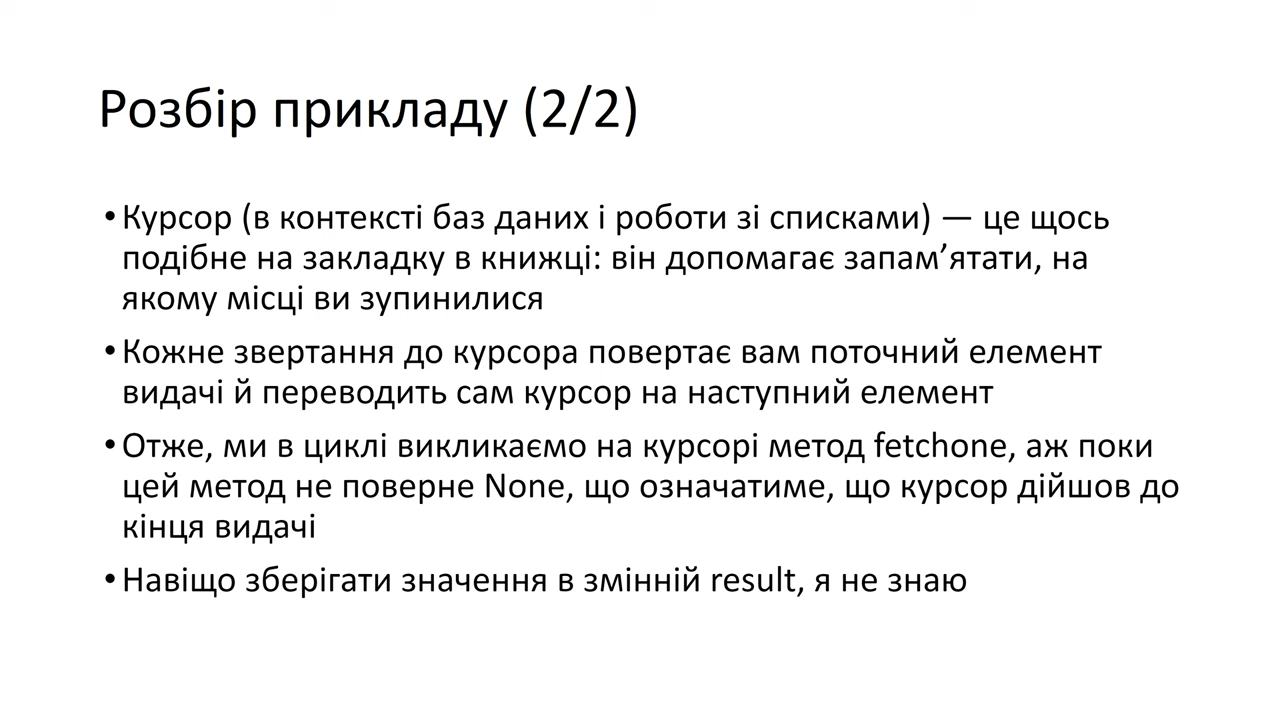 Розбір прикладу (2/2)
•Курсор (в контексті баз даних і роботи зі списками) — це щось
подібне на закладку в книжці: він допомагає запам’ятати, на
якому місці ви зупинилися
•Кожне звертання до курсора повертає вам поточний елемент
видачі й переводить сам курсор на наступний елемент
•Отже, ми в циклі викликаємо на курсорі метод fetchone, аж поки
цей метод не поверне None, що означатиме, що курсор дійшов до
кінця видачі
•Навіщо зберігати значення в змінній result, я не знаю